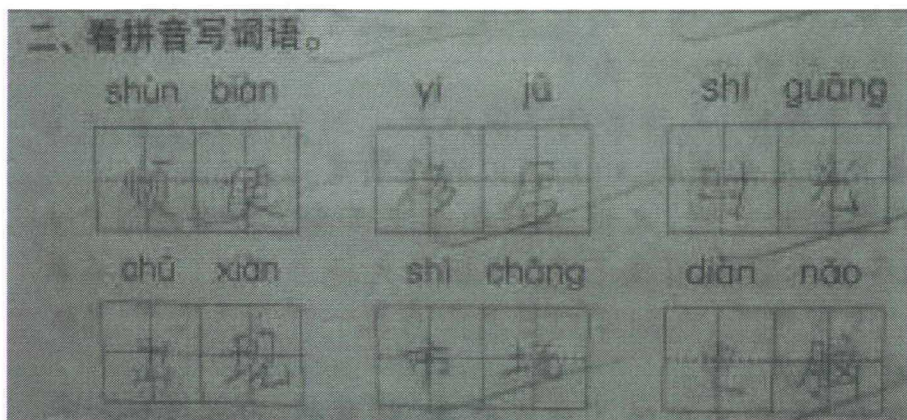 二、看拼音写词语。
shùn biàn yí jū shí guāng
顺 便 移 居 时 光
chū xiàn shì chǎng diàn nǎo
出 现 市 场 电 脑